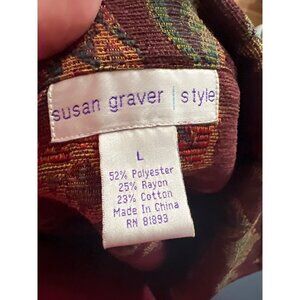 susan graver | style
L
52% Polyester
25% Rayon
23% Cotton
Made In China
RN 81893